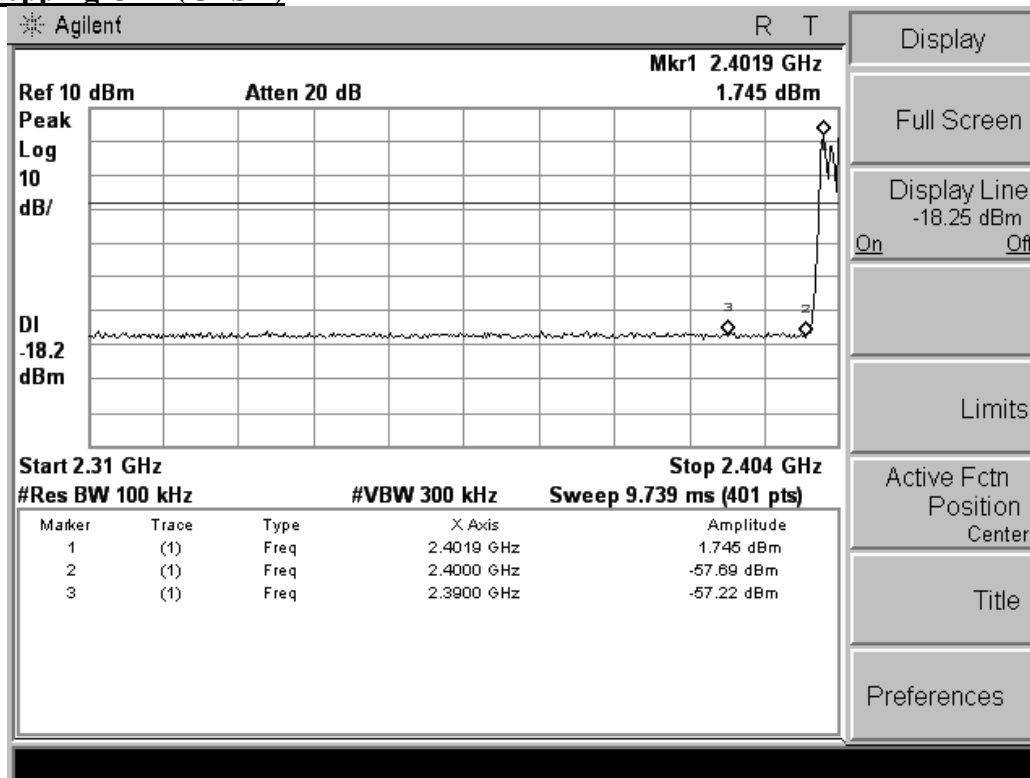 Agilent R T
Mkr1 2.4019 GHz
Ref 10 dBm Atten 20 dB 1.745 dBm
Peak
Log
10
dB/
3
2
DI
-18.2
dBm
Start 2.31 GHz Stop 2.404 GHz
#Res BW 100 kHz #VBW 300 kHz Sweep 9.739 ms (401 pts)
Marker Trace Type X Axis Amplitude
1 (1) Freq 2.4019 GHz 1.745 dBm
2 (1) Freq 2.4000 GHz -57.69 dBm
3 (1) Freq 2.3900 GHz -57.22 dBm
Display
Full Screen
Display Line
-18.25 dBm
On Off
Limits
Active Fctn
Position
Center
Title
Preferences